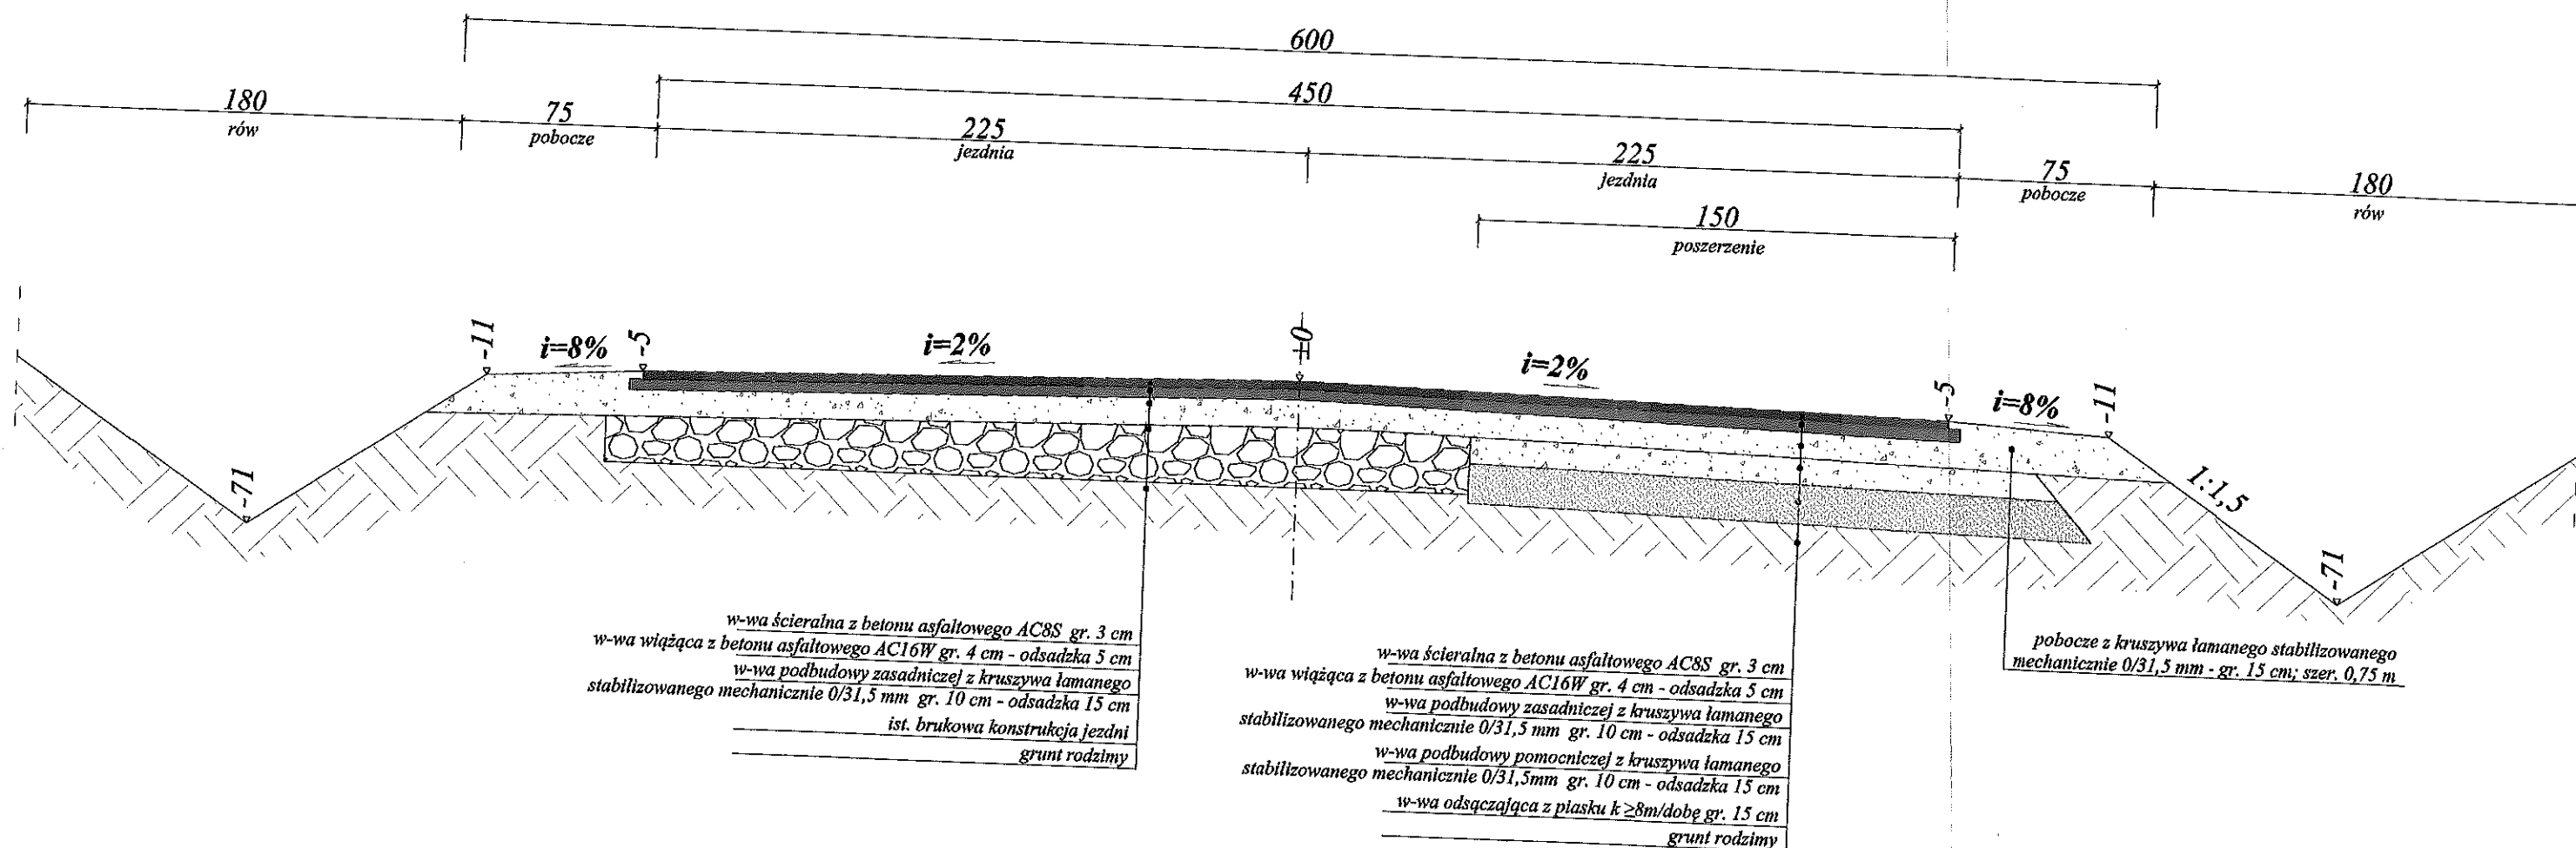 600
450
180
rów
75
pobocze
225
jezdnia
225
jezdnia
75
pobocze
180
rów
150
poszerzenie
-11
i=8%
-5
i=2%
±0
i=2%
-5
i=8%
-11
-71
1:1,5
-71
w-wa ścieralna z betonu asfaltowego AC8S gr. 3 cm
w-wa wiążąca z betonu asfaltowego AC16W gr. 4 cm - odsadzka 5 cm
w-wa podbudowy zasadniczej z kruszywa łamanego
stabilizowanego mechanicznie 0/31,5 mm gr. 10 cm - odsadzka 15 cm
ist. brukowa konstrukcja jezdni
grunt rodzimy
w-wa ścieralna z betonu asfaltowego AC8S gr. 3 cm
w-wa wiążąca z betonu asfaltowego AC16W gr. 4 cm - odsadzka 5 cm
w-wa podbudowy zasadniczej z kruszywa łamanego
stabilizowanego mechanicznie 0/31,5 mm gr. 10 cm - odsadzka 15 cm
w-wa podbudowy pomocniczej z kruszywa łamanego
stabilizowanego mechanicznie 0/31,5mm gr. 10 cm - odsadzka 15 cm
w-wa odsączająca z piasku k ≥8m/dobę gr. 15 cm
grunt rodzimy
pobocze z kruszywa łamanego stabilizowanego
mechanicznie 0/31,5 mm - gr. 15 cm; szer. 0,75 m